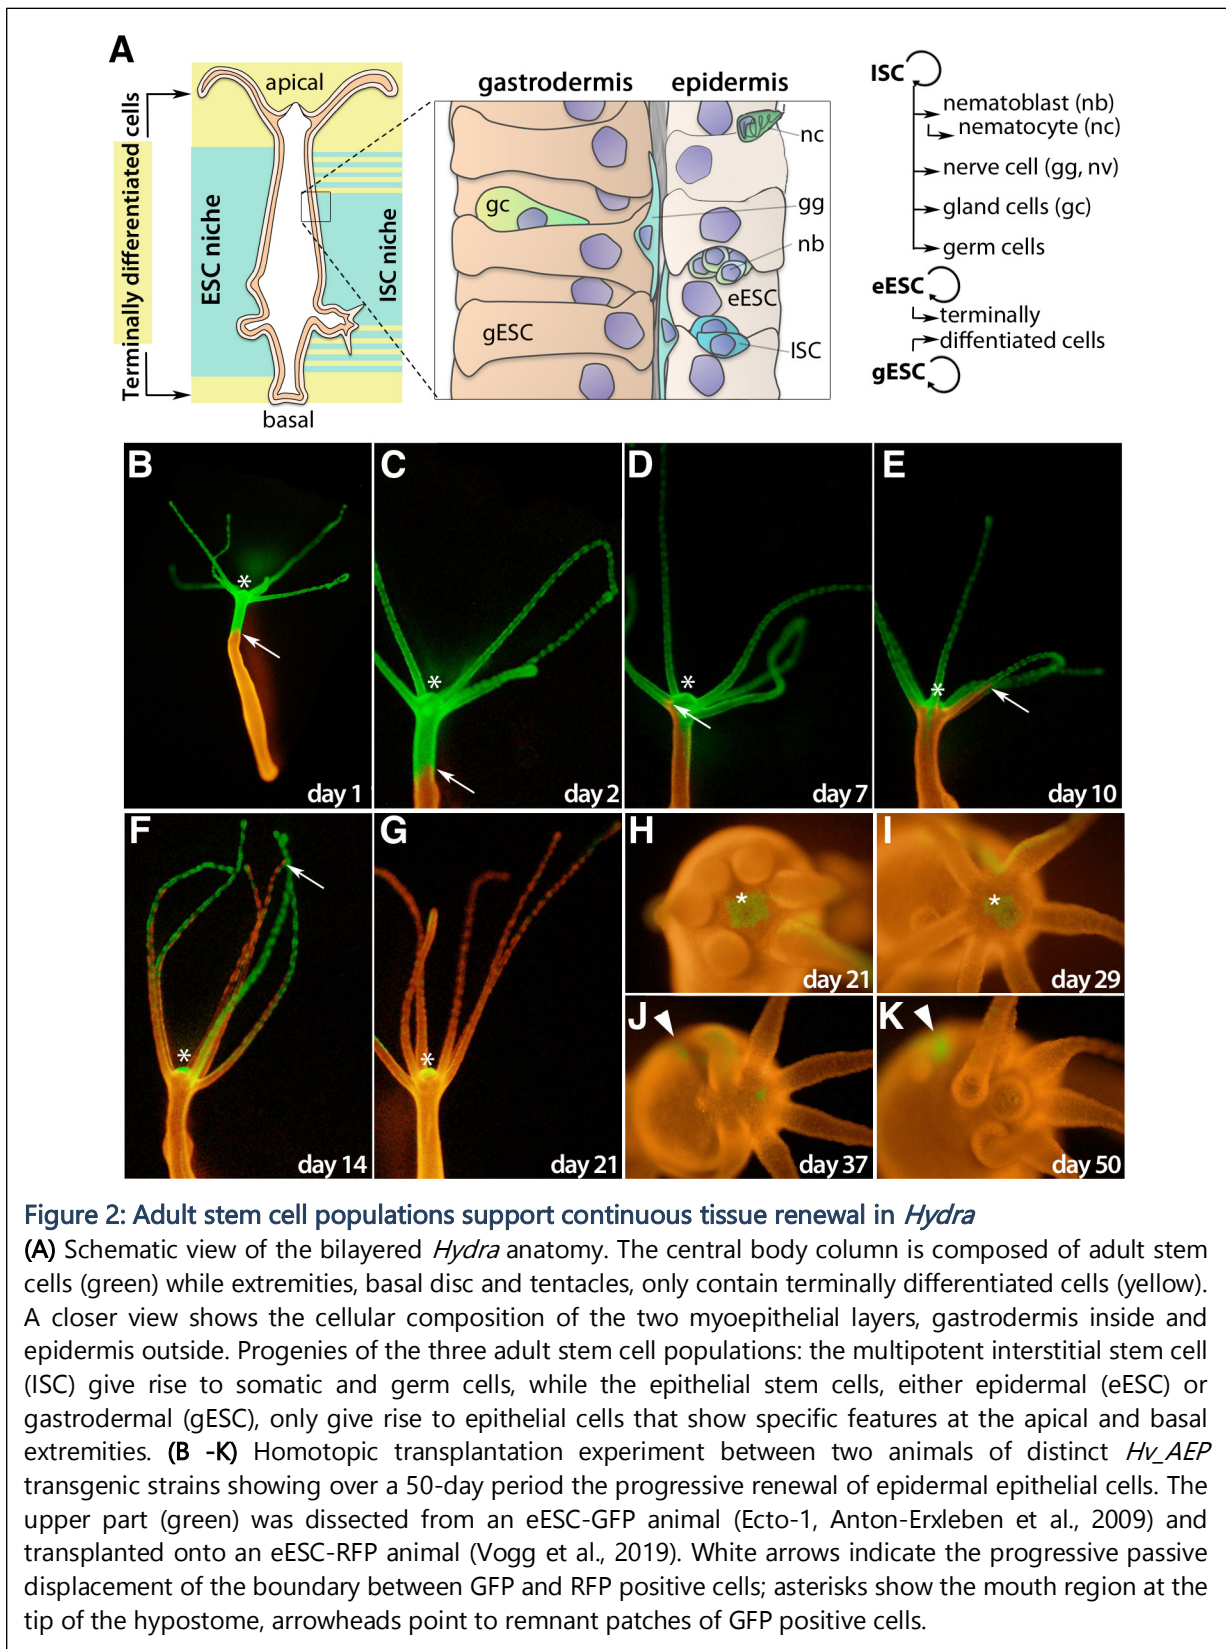 A
Terminally differentiated cells
apical
ESC niche
ISC niche
basal
gastrodermis epidermis
nc
gc
gg
nb
eESC
gESC
ISC
ISC
nematoblast (nb)
nematocyte (nc)
nerve cell (gg, nv)
gland cells (gc)
germ cells
eESC
terminally
diffentiated cells
gESC
B
*
day 1
C
*
day 2
D
*
day 7
E
*
day 10
F
*
day 14
G
*
day 21
H
*
day 21
I
*
day 29
J
day 37
K
day 50
Figure 2: Adult stem cell populations support continuous tissue renewal in Hydra
(A) Schematic view of the bilayered Hydra anatomy. The central body column is composed of adult stem
cells (green) while extremities, basal disc and tentacles, only contain terminally differentiated cells (yellow).
A closer view shows the cellular composition of the two myoepithelial layers, gastrodermis inside and
epidermis outside. Progenies of the three adult stem cell populations: the multipotent interstitial stem cell
(ISC) give rise to somatic and germ cells, while the epithelial stem cells, either epidermal (eESC) or
gastrodermal (gESC), only give rise to epithelial cells that show specific features at the apical and basal
extremities. (B -K) Homotopic transplantation experiment between two animals of distinct Hv_AEP
transgenic strains showing over a 50-day period the progressive renewal of epidermal epithelial cells. The
upper part (green) was dissected from an eESC-GFP animal (Ecto-1, Anton-Erxleben et al., 2009) and
transplanted onto an eESC-RFP animal (Vogg et al., 2019). White arrows indicate the progressive passive
displacement of the boundary between GFP and RFP positive cells; asterisks show the mouth region at the
tip of the hypostome, arrowheads point to remnant patches of GFP positive cells.